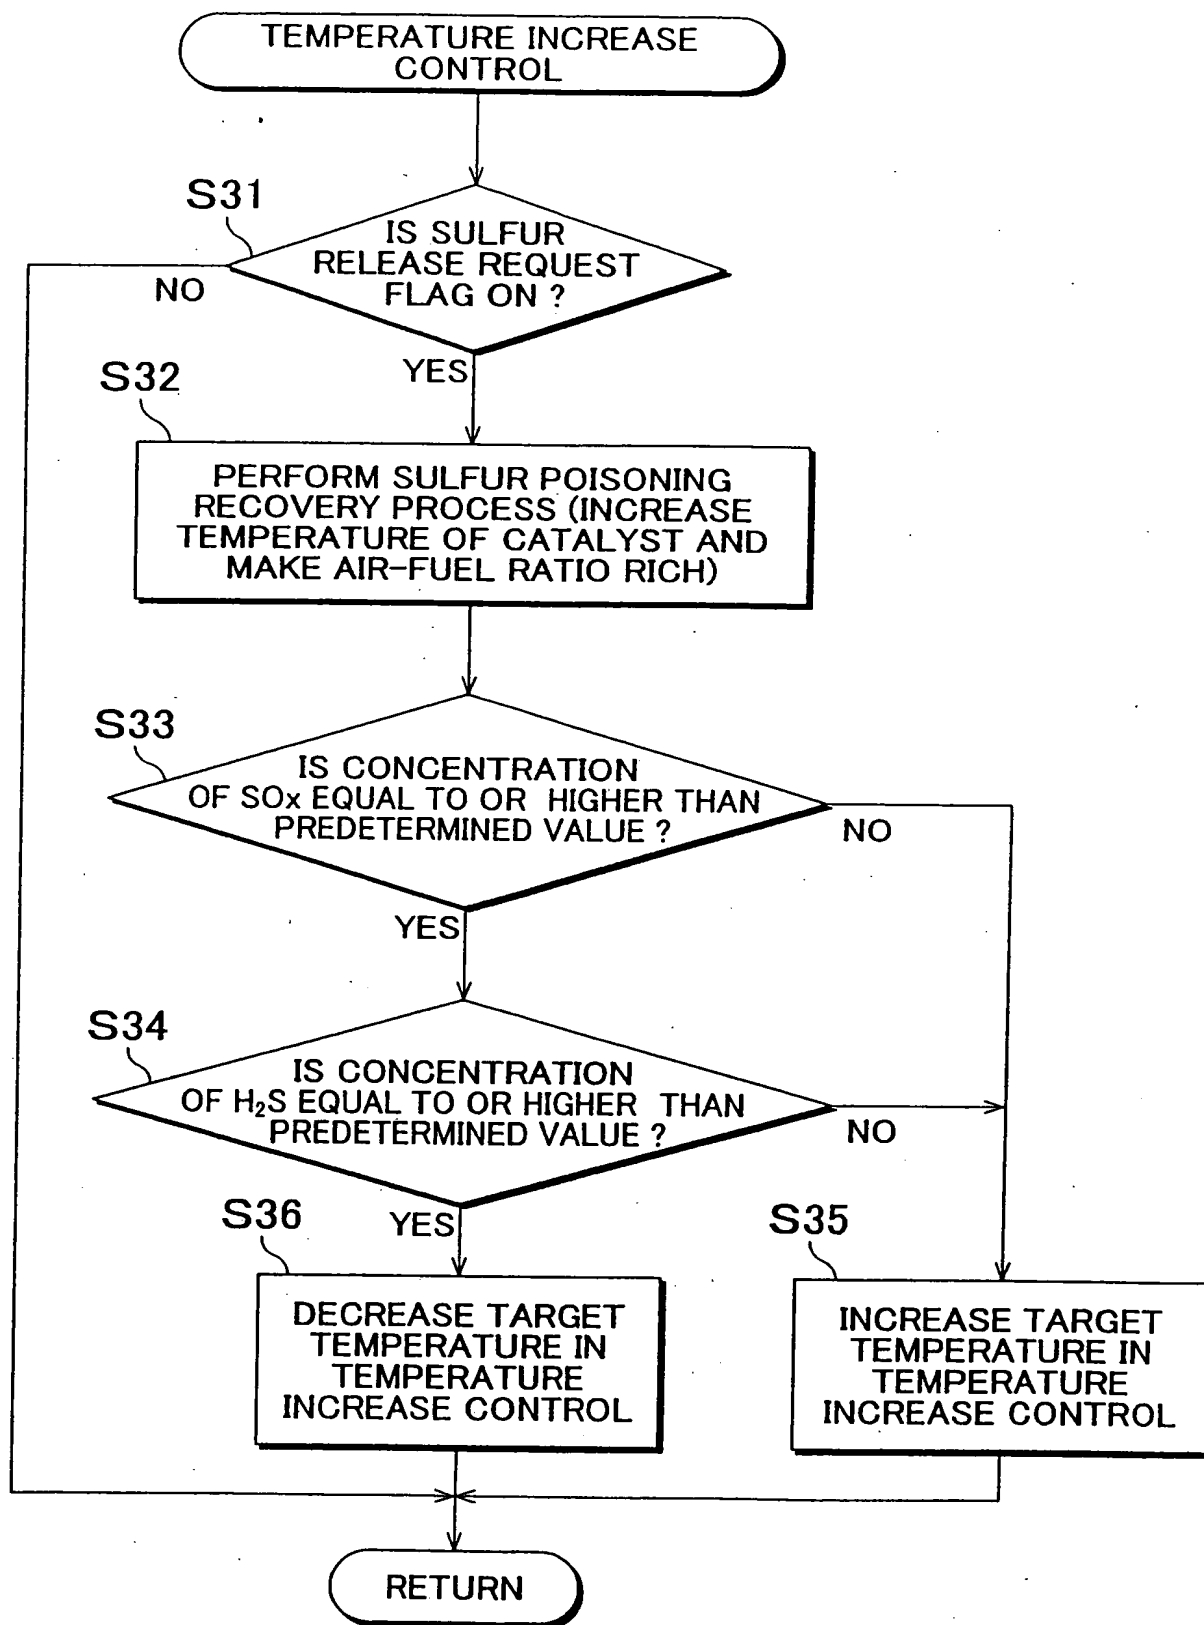 TEMPERATURE INCREASE
CONTROL
S31
IS SULFUR
RELEASE REQUEST
FLAG ON ?
NO
YES
S32
PERFORM SULFUR POISONING
RECOVERY PROCESS (INCREASE
TEMPERATURE OF CATALYST AND
MAKE AIR-FUEL RATIO RICH)
S33
IS CONCENTRATION
OF SOx EQUAL TO OR HIGHER THAN
PREDETERMINED VALUE ?
NO
YES
S34
IS CONCENTRATION
OF H₂S EQUAL TO OR HIGHER THAN
PREDETERMINED VALUE ?
NO
YES
S36
DECREASE TARGET
TEMPERATURE IN
TEMPERATURE
INCREASE CONTROL
S35
INCREASE TARGET
TEMPERATURE IN
TEMPERATURE
INCREASE CONTROL
RETURN